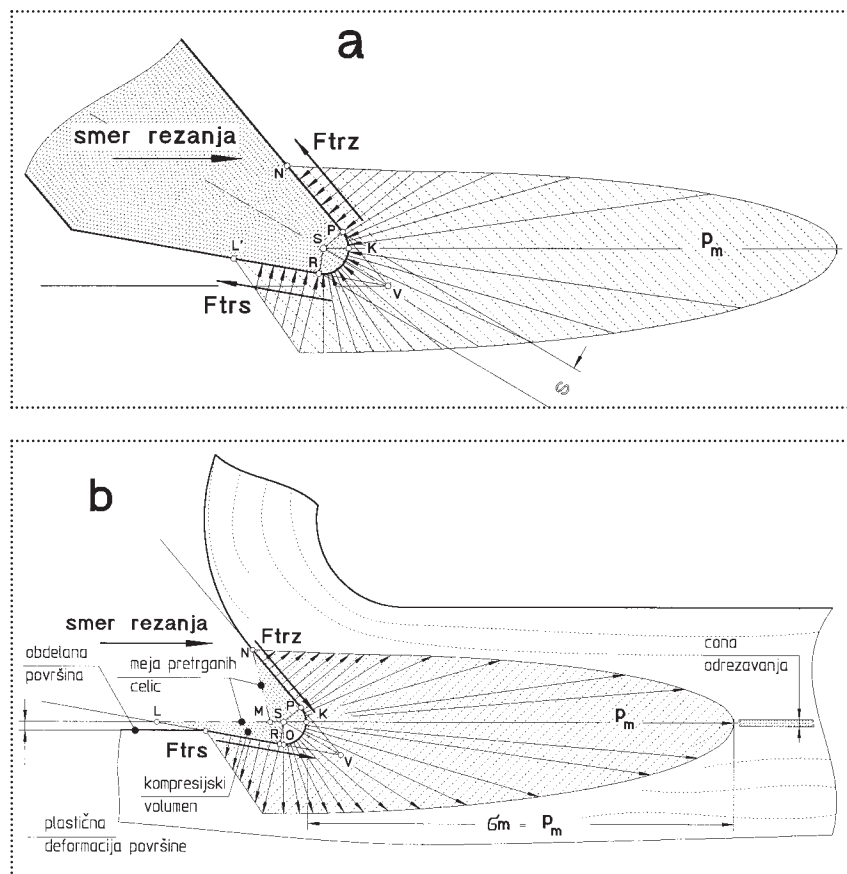 a
smer rezanja
Ftrz
N
P
S
K
pm
L'
R
Ftrs
V
S
b
smer rezanja
N
Ftrz
cona
odrezavanja
obdelana
površina
meja pretrganih
celic
L
M
S
P
K
pm
R
O
Ftrs
V
kompresijski
volumen
plastična
deformacija površine
σm = pm